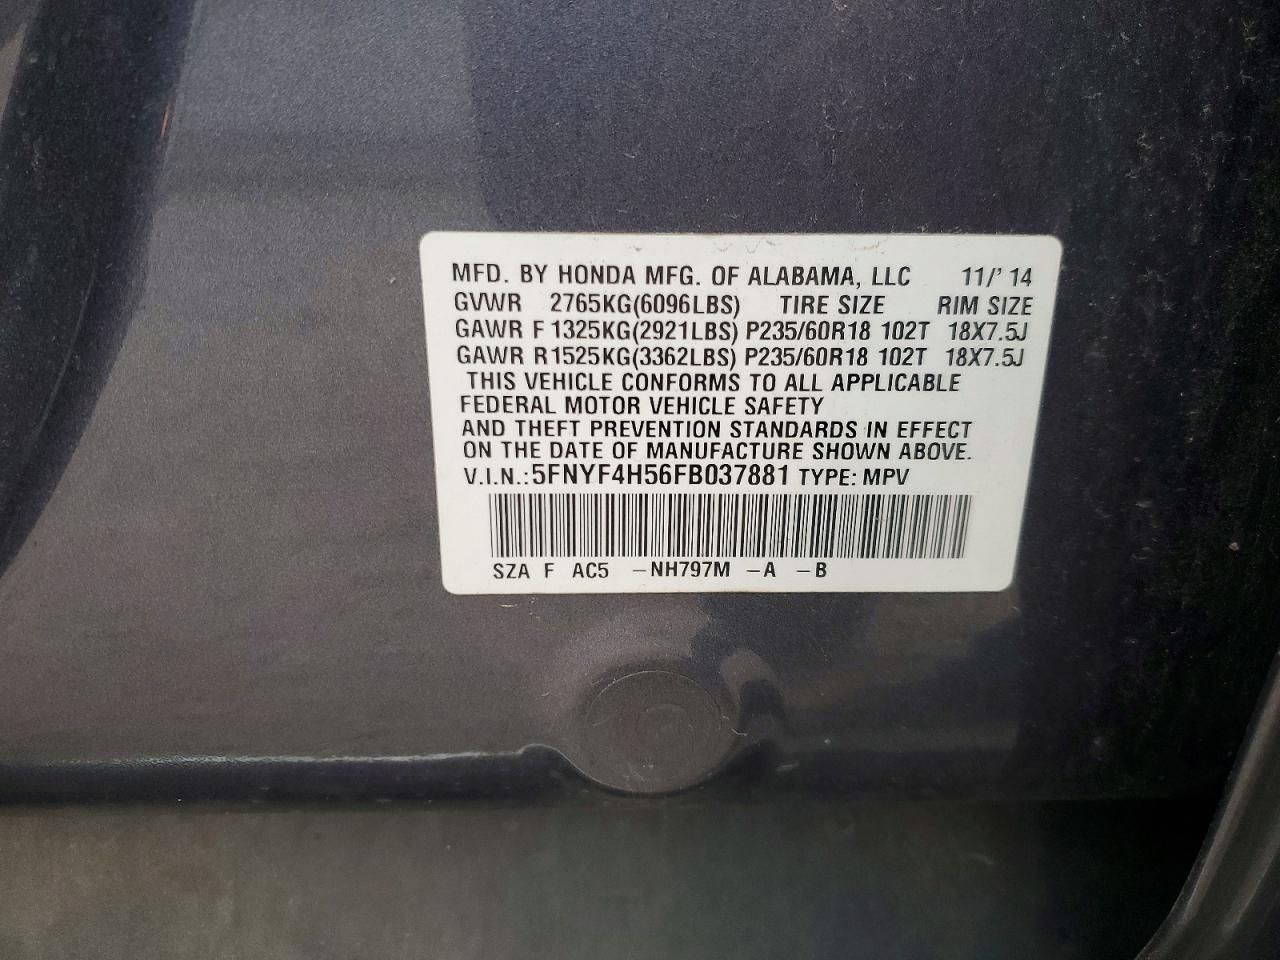 MFD. BY HONDA MFG. OF ALABAMA, LLC 11/' 14
GVWR 2765KG(6096LBS) TIRE SIZE RIM SIZE
GAWR F 1325KG(2921LBS) P235/60R18 102T 18X7.5J
GAWR R1525KG(3362LBS) P235/60R18 102T 18X7.5J
THIS VEHICLE CONFORMS TO ALL APPLICABLE
FEDERAL MOTOR VEHICLE SAFETY
AND THEFT PREVENTION STANDARDS IN EFFECT
ON THE DATE OF MANUFACTURE SHOWN ABOVE.
V.I.N.:5FNYF4H56FB037881 TYPE: MPV
SZA F AC5 –NH797M –A –B